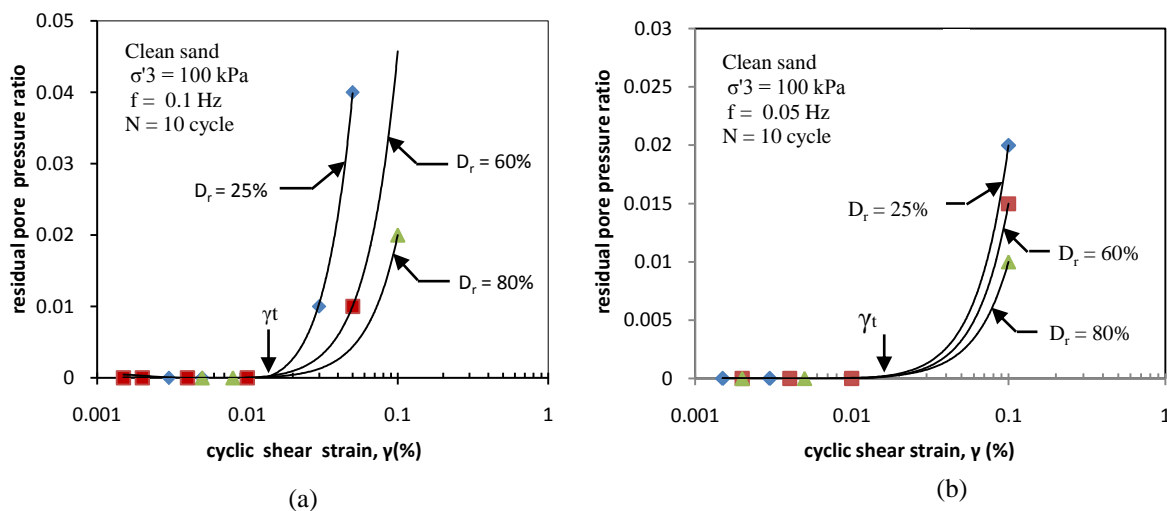 residual pore pressure ratio
0.05
0.04
0.03
0.02
0.01
0
Clean sand
σ'3 = 100 kPa
f = 0.1 Hz
N = 10 cycle
Dr = 25%
Dr = 60%
Dr = 80%
γt
0.001
0.01
0.1
1
cyclic shear strain, γ(%)
(a)
residual pore pressure ratio
0.03
0.025
0.02
0.015
0.01
0.005
0
Clean sand
σ'3 = 100 kPa
f = 0.05 Hz
N = 10 cycle
Dr = 25%
Dr = 60%
Dr = 80%
γt
0.001
0.01
0.1
1
cyclic shear strain, γ (%)
(b)